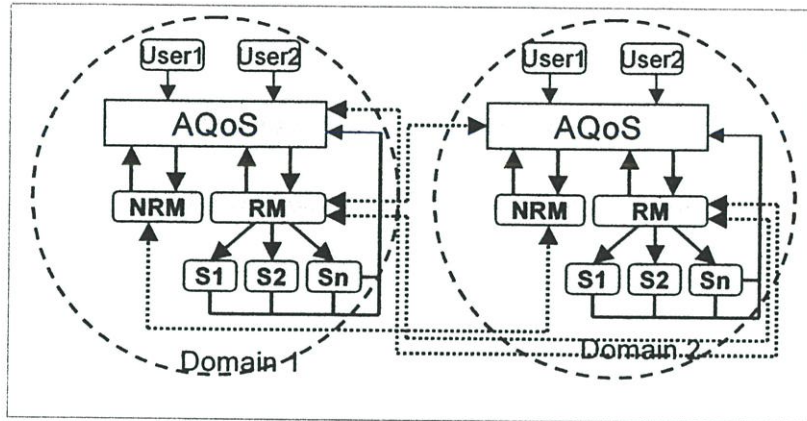 User1 User2 User1 User2
AQoS AQoS
NRM RM NRM RM
S1 S2 Sn S1 S2 Sn
Domain 1 Domain 2